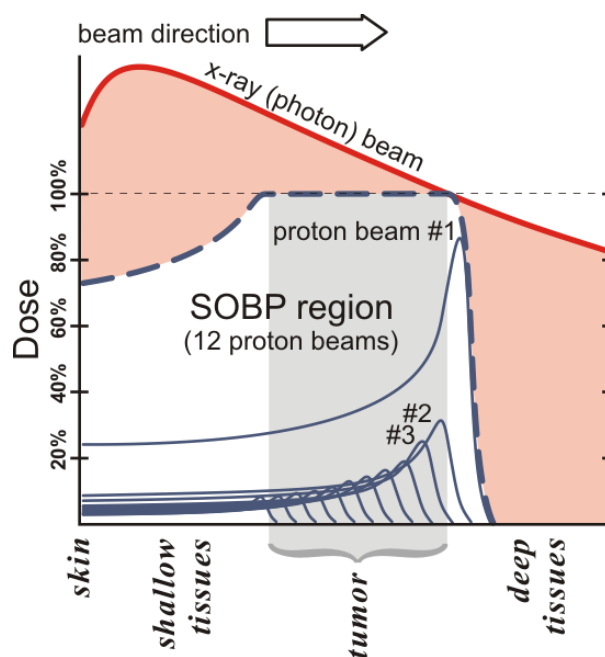 beam direction
x-ray (photon) beam
Dose
100%
80%
60%
40%
20%
proton beam #1
SOBP region
(12 proton beams)
#2
#3
skin
shallow
tissues
tumor
deep
tissues